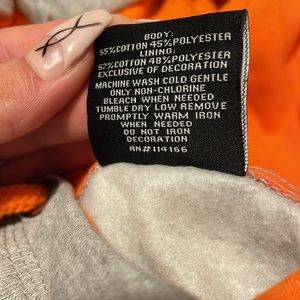 BODY:
55%COTTON 45%POLYESTER
LINING:
52%COTTON 48%POLYESTER
EXCLUSIVE OF DECORATION
MACHINE WASH COLD GENTLE
ONLY NON-CHLORINE
BLEACH WHEN NEEDED
TUMBLE DRY LOW REMOVE
PROMPTLY WARM IRON
WHEN NEEDED
DO NOT IRON
DECORATION
RN#114166